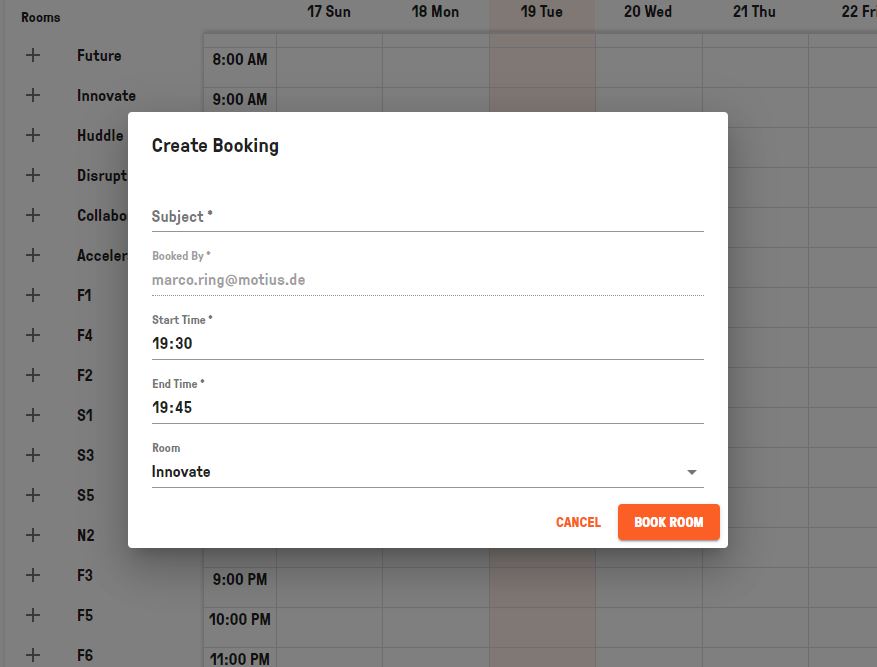 Rooms
17 Sun
18 Mon
19 Tue
20 Wed
21 Thu
22 Fri
Future
8:00 AM
Innovate
9:00 AM
Huddle
Disrupt
Collabo
Acceler
F1
F4
F2
S1
S3
S5
N2
F3
F5
F6
Create Booking
Subject *
Booked By *
marco.ring@motius.de
Start Time *
19:30
End Time *
19:45
Room
Innovate
CANCEL
BOOK ROOM
9:00 PM
10:00 PM
11:00 PM